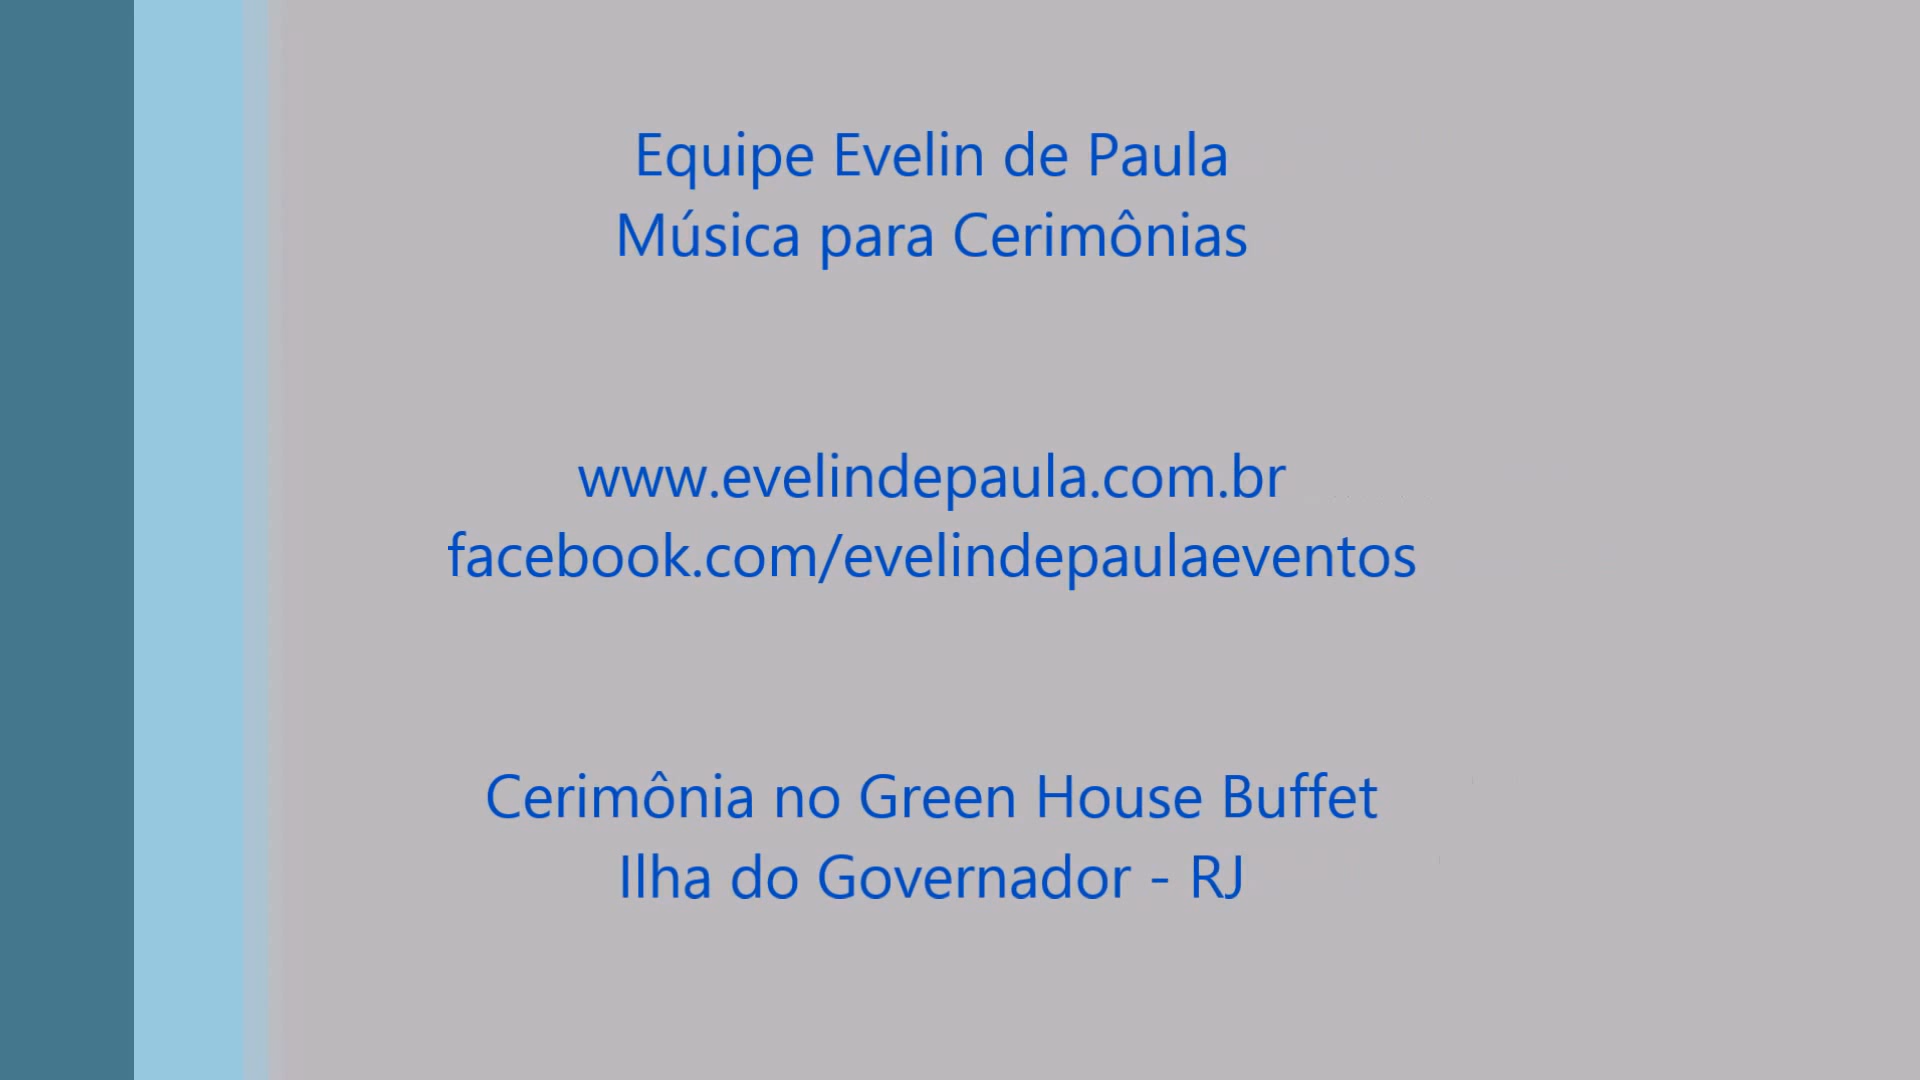 Equipe Evelin de Paula
Música para Cerimônias
www.evelindepaula.com.br
facebook.com/evelindepaulaeventos
Cerimônia no Green House Buffet
Ilha do Governador - RJ